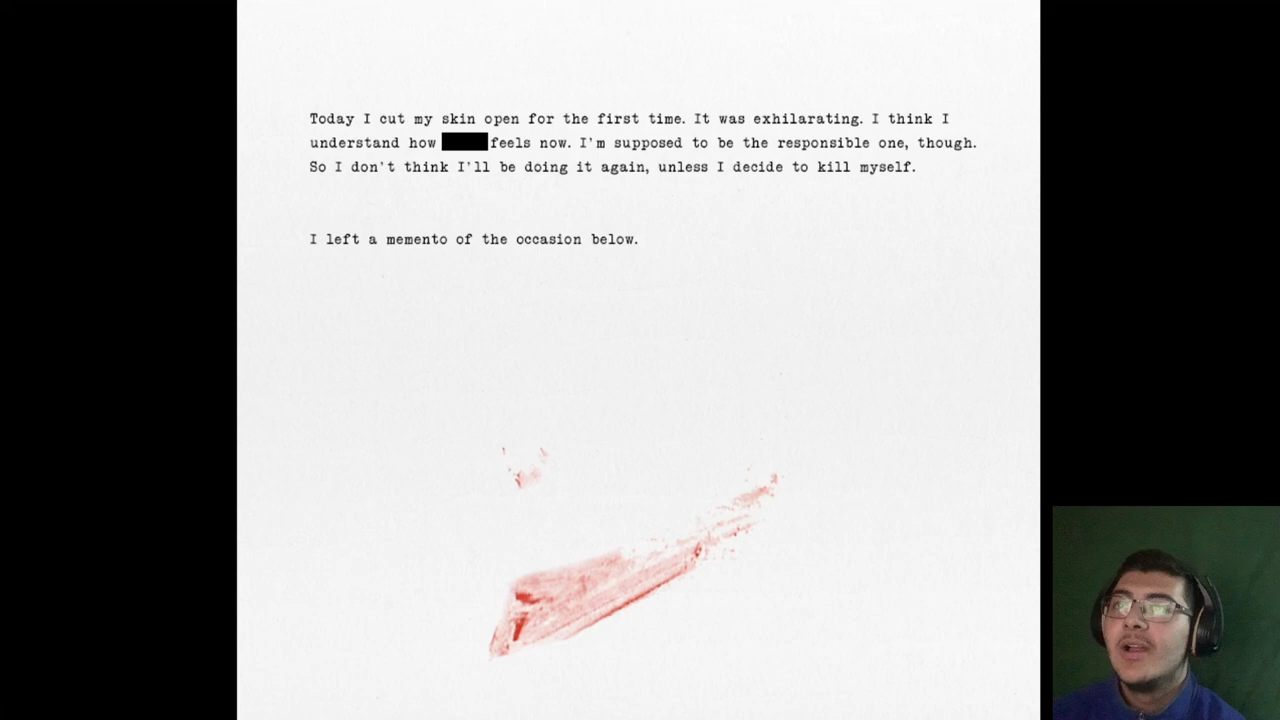 Today I cut my skin open for the first time. It was exhilarating. I think I
understand how feels now. I'm supposed to be the responsible one, though.
So I don't think I'll be doing it again, unless I decide to kill myself.
I left a memento of the occasion below.